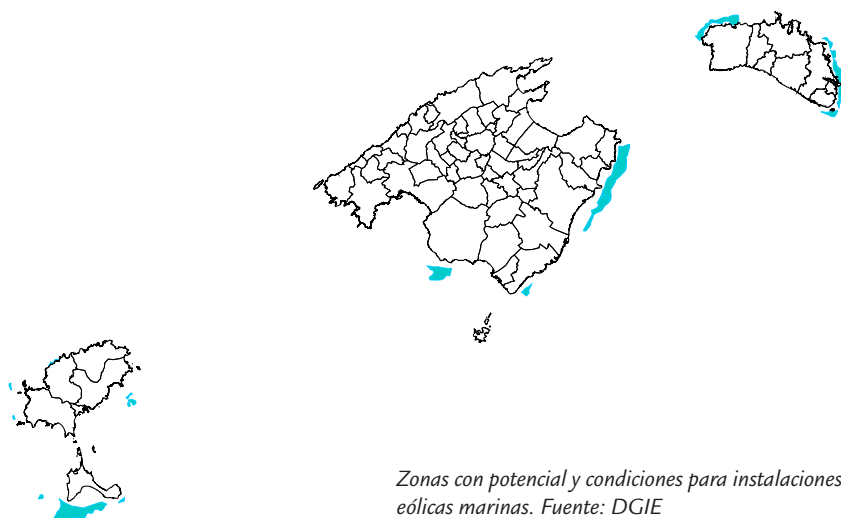 Zonas con potencial y condiciones para instalaciones
eólicas marinas. Fuente: DGIE